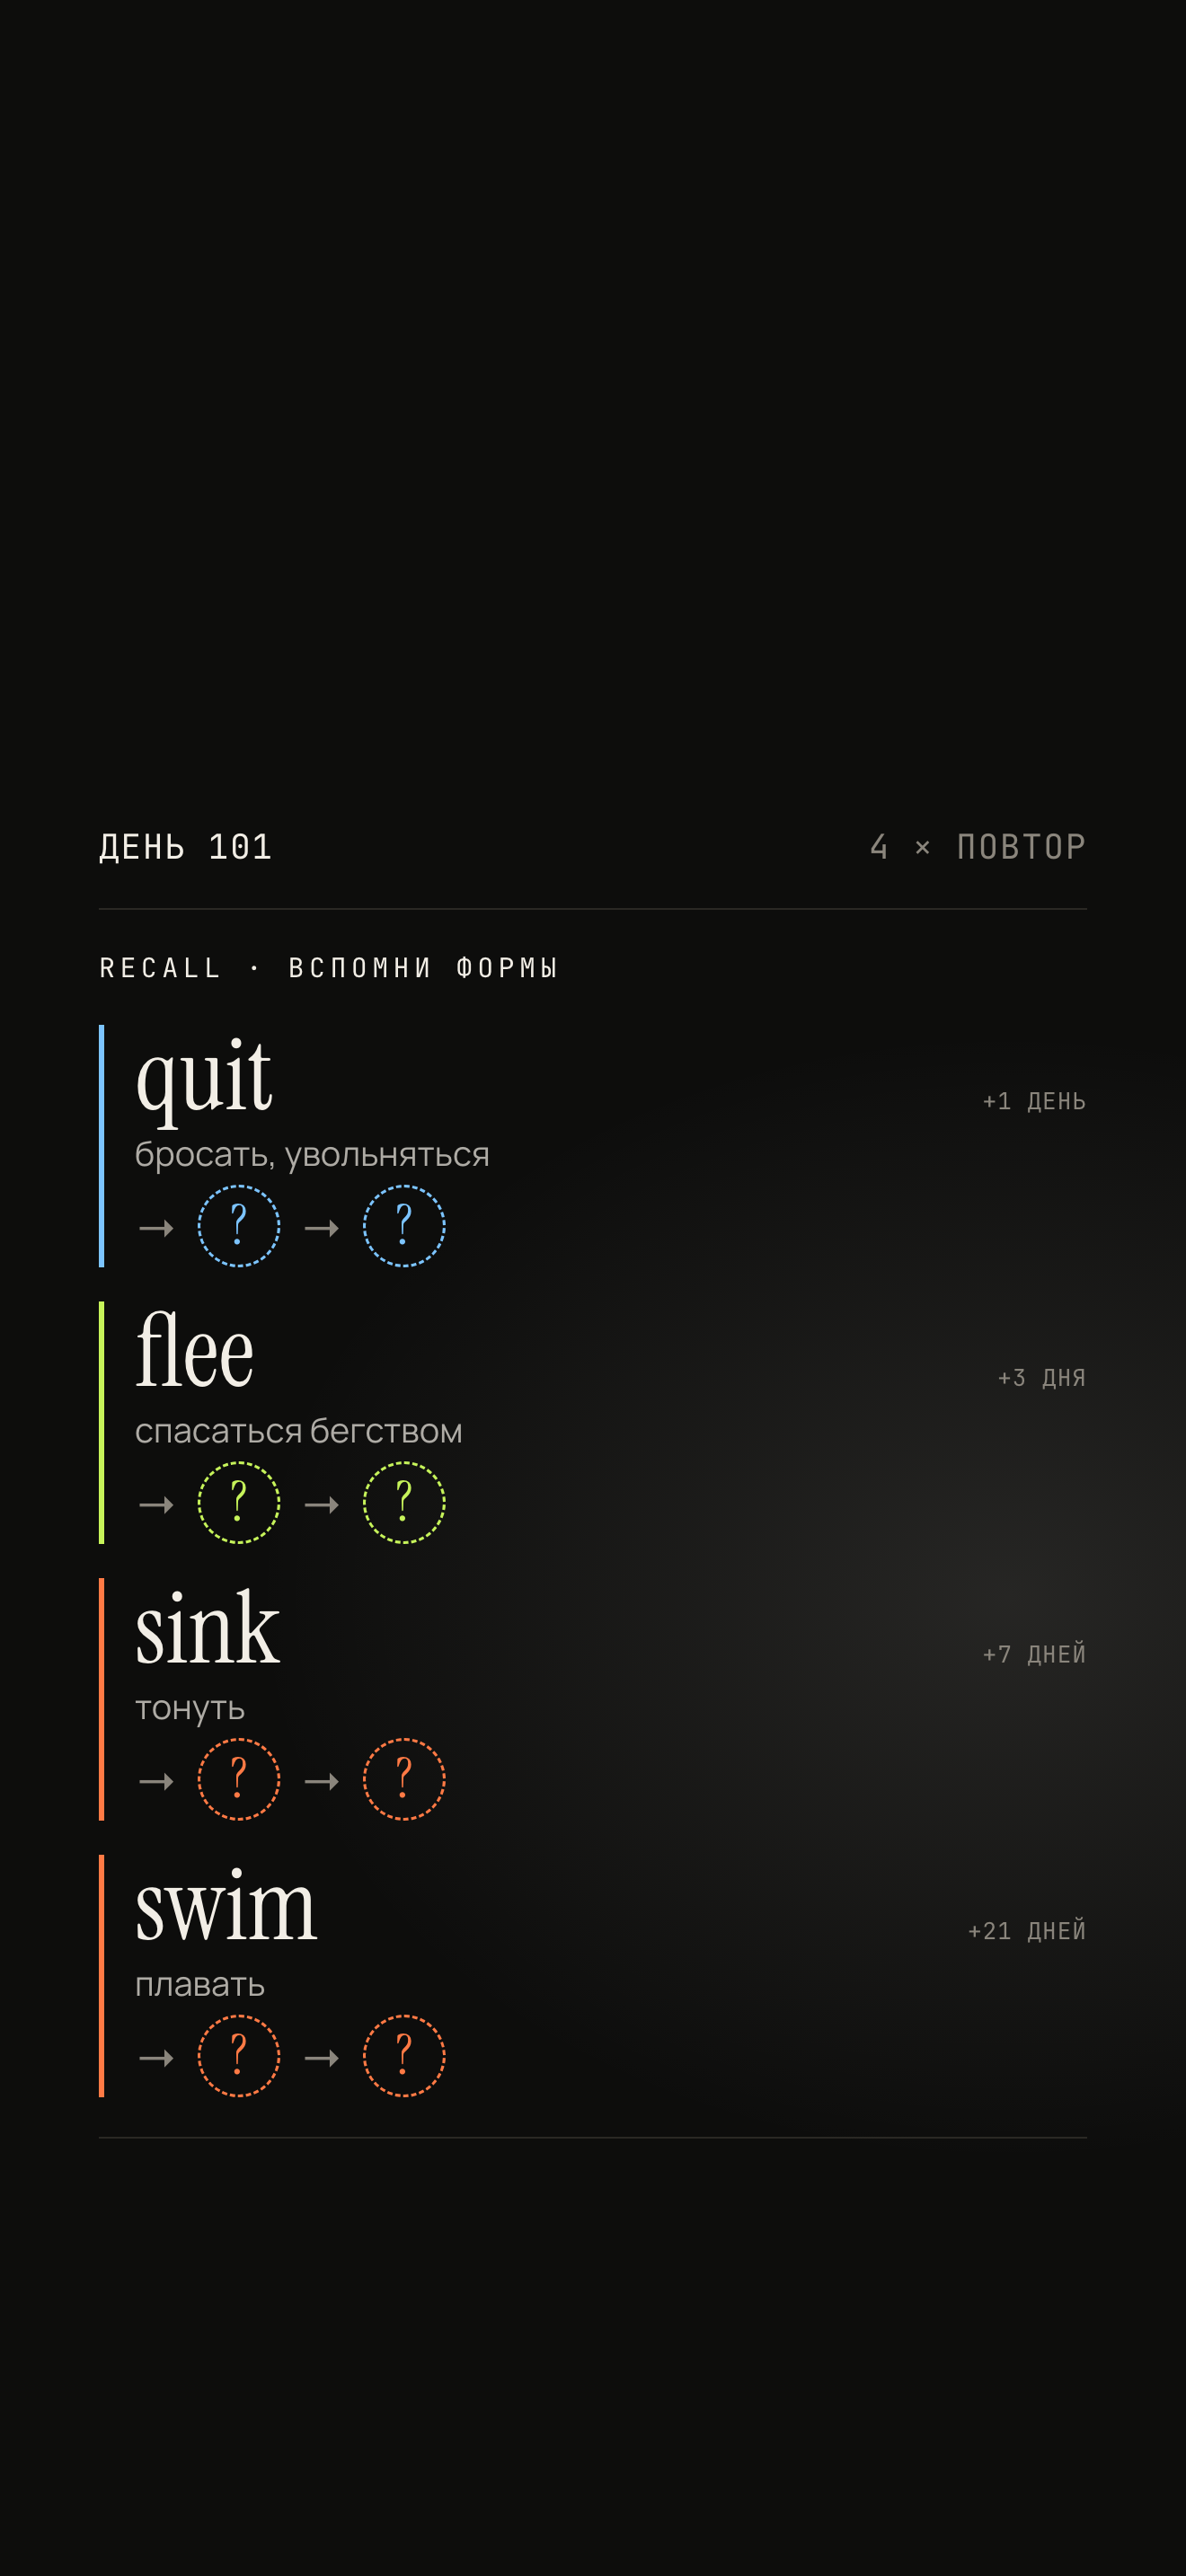 ДЕНЬ 101
4 × ПОВТОР
RECALL · ВСПОМНИ ФОРМЫ
quit
+1 ДЕНЬ
бросать, увольняться
→ ? → ?
flee
+3 ДНЯ
спасаться бегством
→ ? → ?
sink
+7 ДНЕЙ
тонуть
→ ? → ?
swim
+21 ДНЕЙ
плавать
→ ? → ?